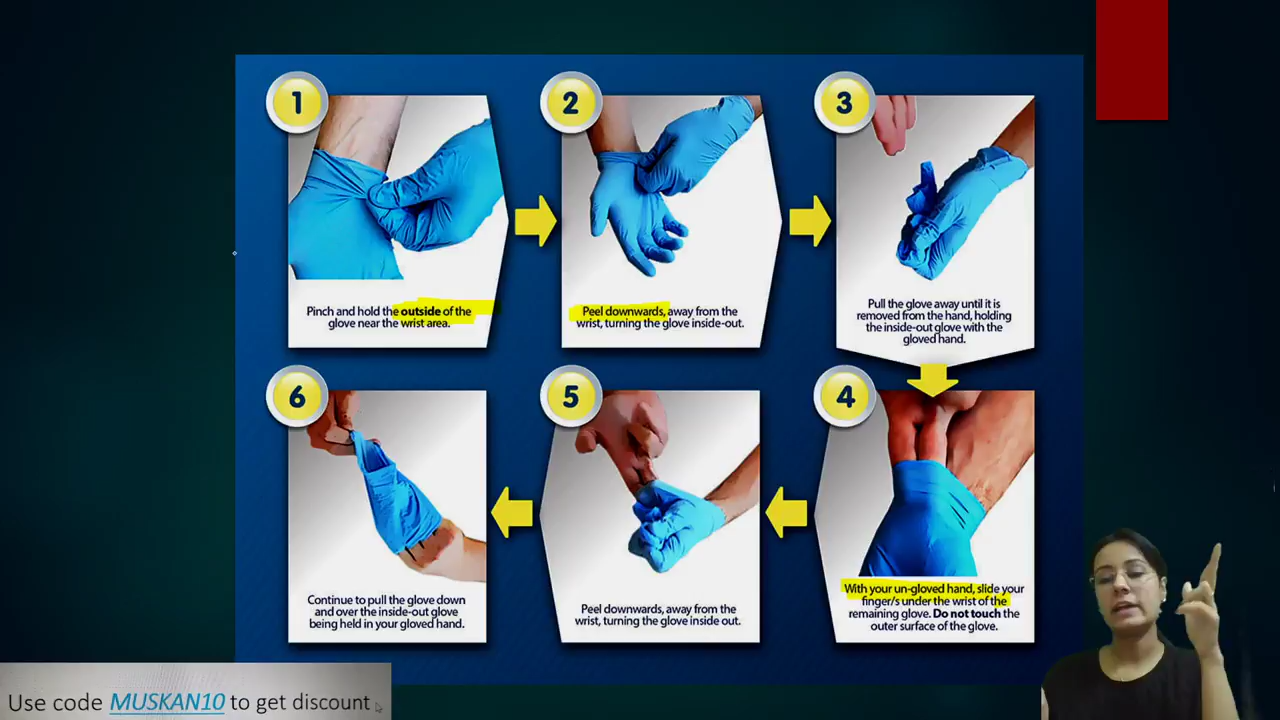 1
Pinch and hold the outside of the
glove near the wrist area.
2
Peel downwards, away from the
wrist, turning the glove inside-out.
3
Pull the glove away until it is
removed from the hand, holding
the inside-out glove with the
gloved hand.
4
With your un-gloved hand, slide your
finger/s under the wrist of the
remaining glove. Do not touch the
outer surface of the glove.
5
Peel downwards, away from the
wrist, turning the glove inside out.
6
Continue to pull the glove down
and over the inside-out glove
being held in your gloved hand.
Use code MUSKAN10 to get discount